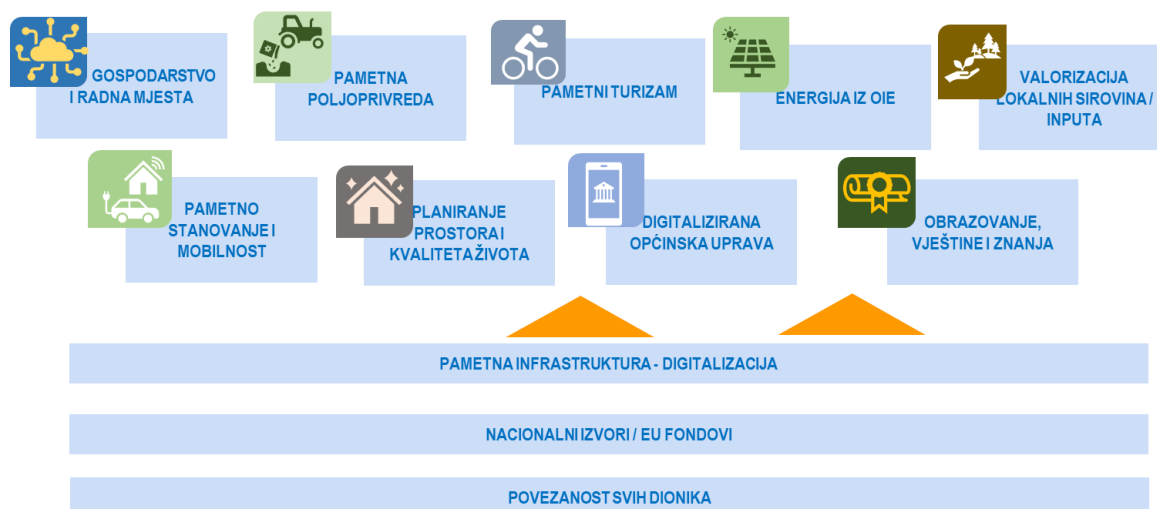 GOSPODARSTVO
I RADNA MJESTA
PAMETNA
POLJOPRIVREDA
PAMETNI TURIZAM
ENERGIJA IZ OIE
VALORIZACIJA
LOKALNIH SIROVINA /
INPUTA
PAMETNO
STANOVANJE I
MOBILNOST
PLANIRANJE
PROSTORA I
KVALITETA ŽIVOTA
DIGITALIZIRANA
OPĆINSKA UPRAVA
OBRAZOVANJE,
VJEŠTINE I ZNANJA
PAMETNA INFRASTRUKTURA - DIGITALIZACIJA
NACIONALNI IZVORI / EU FONDOVI
POVEZANOST SVIH DIONIKA